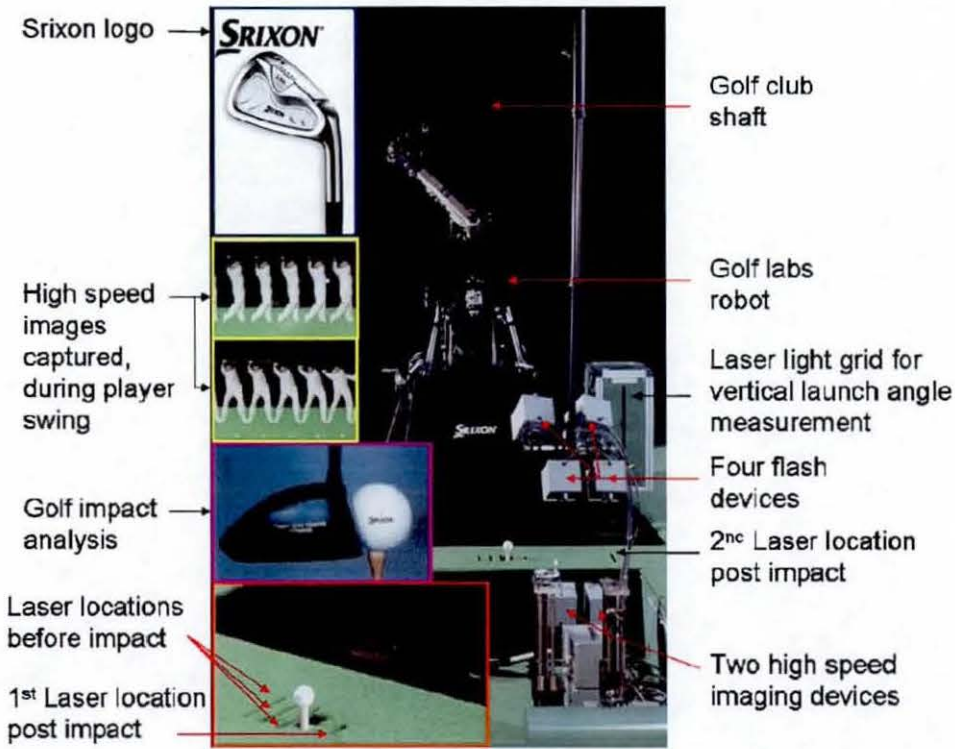 Srixon logo
SRIXON
Golf club
shaft
High speed
images
captured,
during player
swing
Golf labs
robot
Laser light grid for
vertical launch angle
measurement
SRIXON
Four flash
devices
Golf impact
analysis
SRIXON
2nc Laser location
post impact
Laser locations
before impact
1st Laser location
post impact
Two high speed
imaging devices